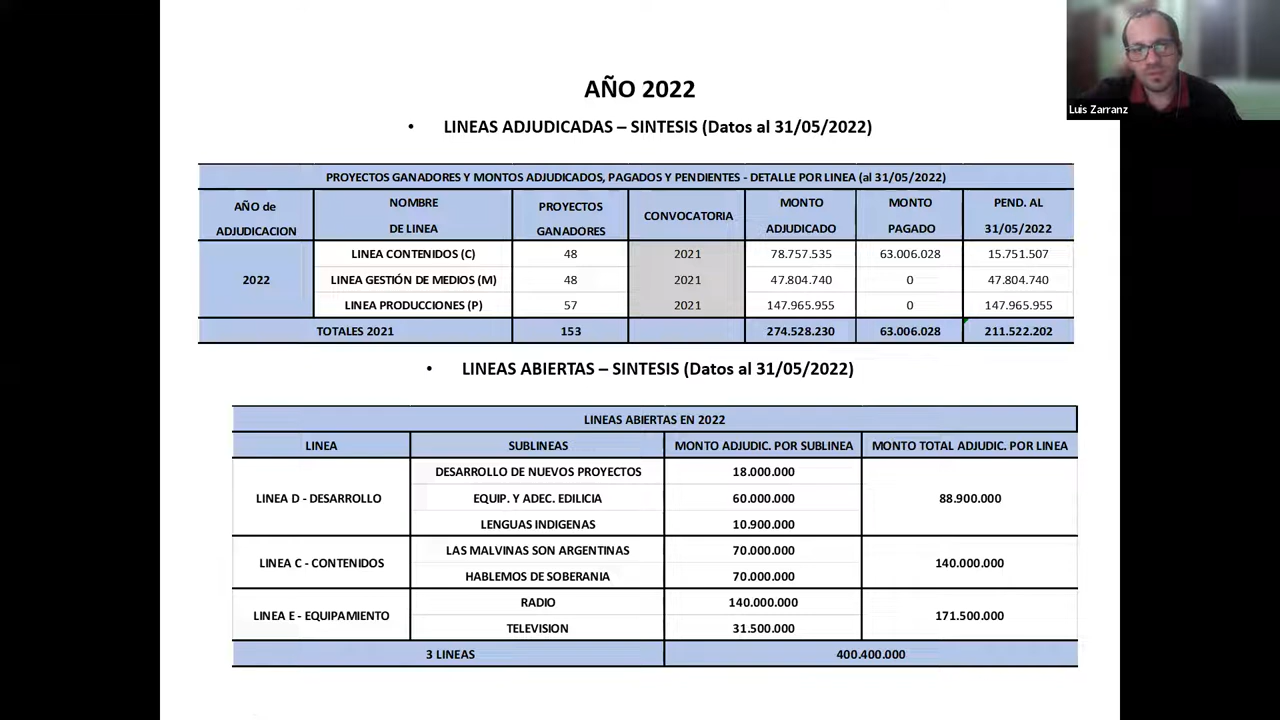 Luis Zarranz
AÑO 2022
• LINEAS ADJUDICADAS – SINTESIS (Datos al 31/05/2022)
PROYECTOS GANADORES Y MONTOS ADJUDICADOS, PAGADOS Y PENDIENTES - DETALLE POR LINEA (al 31/05/2022)
AÑO de ADJUDICACION NOMBRE DE LINEA PROYECTOS GANADORES CONVOCATORIA MONTO ADJUDICADO MONTO PAGADO PEND. AL 31/05/2022
2022
LINEA CONTENIDOS (C) 48 2021 78.757.535 63.006.028 15.751.507
LINEA GESTIÓN DE MEDIOS (M) 48 2021 47.804.740 0 47.804.740
LINEA PRODUCCIONES (P) 57 2021 147.965.955 0 147.965.955
TOTALES 2021 153 274.528.230 63.006.028 211.522.202
• LINEAS ABIERTAS – SINTESIS (Datos al 31/05/2022)
LINEAS ABIERTAS EN 2022
LINEA SUBLINEAS MONTO ADJUDIC. POR SUBLINEA MONTO TOTAL ADJUDIC. POR LINEA
LINEA D - DESARROLLO
DESARROLLO DE NUEVOS PROYECTOS 18.000.000
EQUIP. Y ADEC. EDILICIA 60.000.000
LENGUAS INDIGENAS 10.900.000
88.900.000
LINEA C - CONTENIDOS
LAS MALVINAS SON ARGENTINAS 70.000.000
HABLEMOS DE SOBERANIA 70.000.000
140.000.000
LINEA E - EQUIPAMIENTO
RADIO 140.000.000
TELEVISION 31.500.000
171.500.000
3 LINEAS 400.400.000